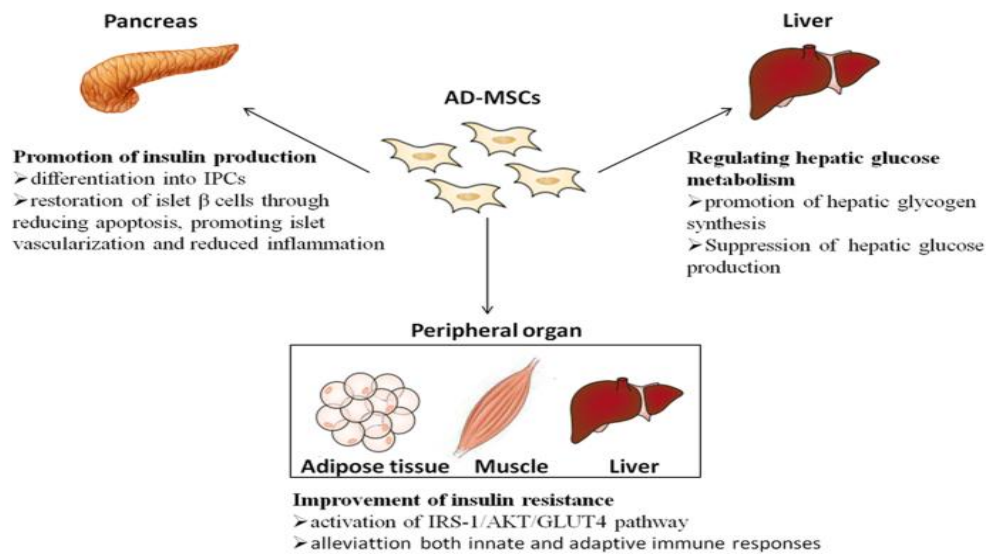 Pancreas
Liver
AD-MSCs
Promotion of insulin production
➢differentiation into IPCs
➢restoration of islet β cells through
reducing apoptosis, promoting islet
vascularization and reduced inflammation
Regulating hepatic glucose
metabolism
➢promotion of hepatic glycogen
synthesis
➢Suppression of hepatic glucose
production
Peripheral organ
Adipose tissue Muscle Liver
Improvement of insulin resistance
➢activation of IRS-1/AKT/GLUT4 pathway
➢alleviattion both innate and adaptive immune responses